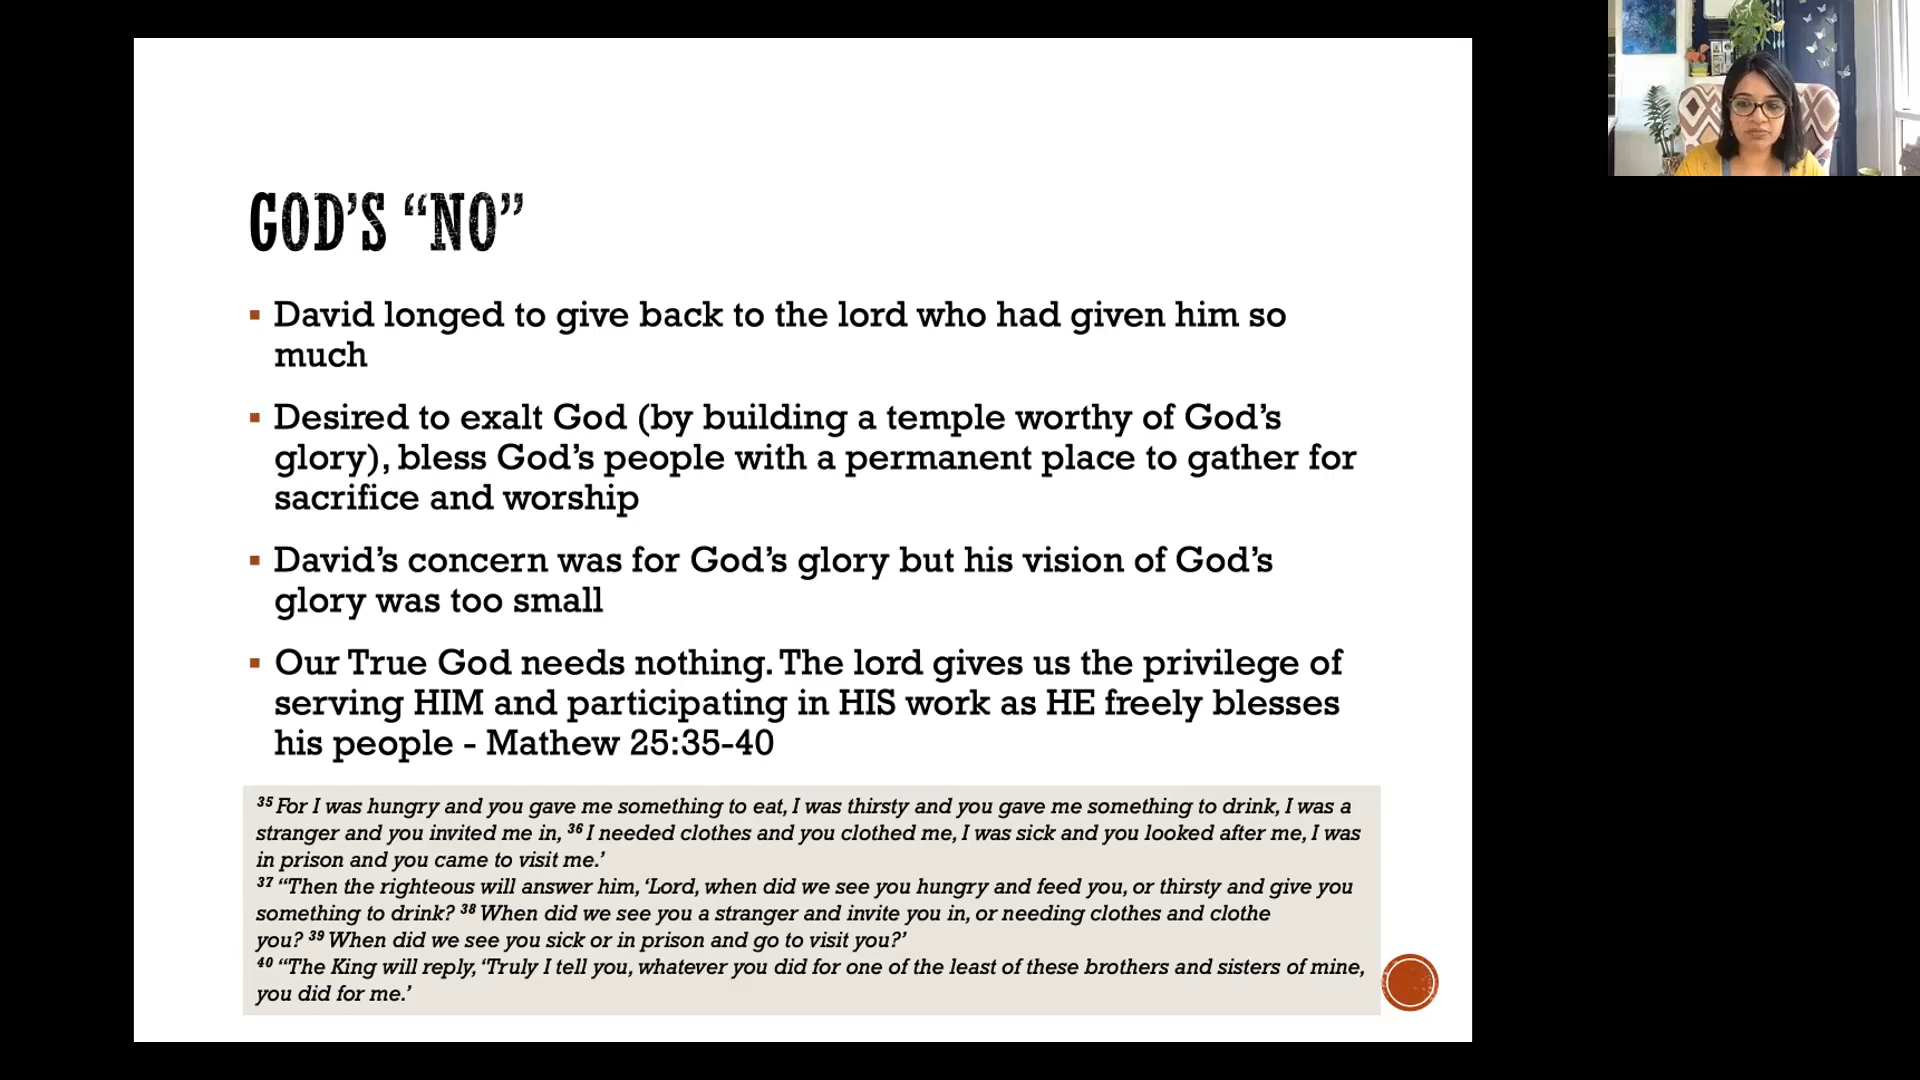 GOD'S “NO”
▪ David longed to give back to the lord who had given him so
much
▪ Desired to exalt God (by building a temple worthy of God's
glory), bless God's people with a permanent place to gather for
sacrifice and worship
▪ David's concern was for God's glory but his vision of God's
glory was too small
▪ Our True God needs nothing. The lord gives us the privilege of
serving HIM and participating in HIS work as HE freely blesses
his people - Mathew 25:35-40
³⁵ For I was hungry and you gave me something to eat, I was thirsty and you gave me something to drink, I was a
stranger and you invited me in, ³⁶ I needed clothes and you clothed me, I was sick and you looked after me, I was
in prison and you came to visit me.’
³⁷ “Then the righteous will answer him, ‘Lord, when did we see you hungry and feed you, or thirsty and give you
something to drink? ³⁸ When did we see you a stranger and invite you in, or needing clothes and clothe
you? ³⁹ When did we see you sick or in prison and go to visit you?’
⁴⁰ “The King will reply, ‘Truly I tell you, whatever you did for one of the least of these brothers and sisters of mine,
you did for me.’